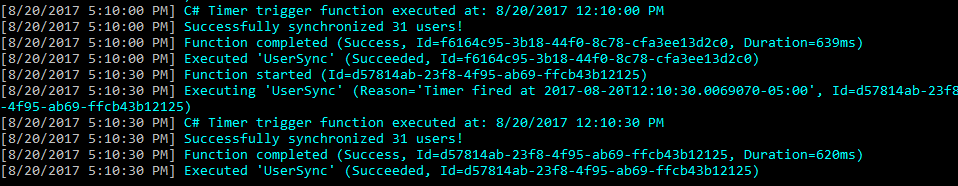 [8/20/2017 5:10:00 PM] C# Timer trigger function executed at: 8/20/2017 12:10:00 PM
[8/20/2017 5:10:00 PM] Successfully synchronized 31 users!
[8/20/2017 5:10:00 PM] Function completed (Success, Id=f6164c95-3b18-44f0-8c78-cfa3ee13d2c0, Duration=639ms)
[8/20/2017 5:10:00 PM] Executed 'UserSync' (Succeeded, Id=f6164c95-3b18-44f0-8c78-cfa3ee13d2c0)
[8/20/2017 5:10:30 PM] Function started (Id=d57814ab-23f8-4f95-ab69-ffcb43b12125)
[8/20/2017 5:10:30 PM] Executing 'UserSync' (Reason='Timer fired at 2017-08-20T12:10:30.0069070-05:00', Id=d57814ab-23f8
-4f95-ab69-ffcb43b12125)
[8/20/2017 5:10:30 PM] C# Timer trigger function executed at: 8/20/2017 12:10:30 PM
[8/20/2017 5:10:30 PM] Successfully synchronized 31 users!
[8/20/2017 5:10:30 PM] Function completed (Success, Id=d57814ab-23f8-4f95-ab69-ffcb43b12125, Duration=620ms)
[8/20/2017 5:10:30 PM] Executed 'UserSync' (Succeeded, Id=d57814ab-23f8-4f95-ab69-ffcb43b12125)